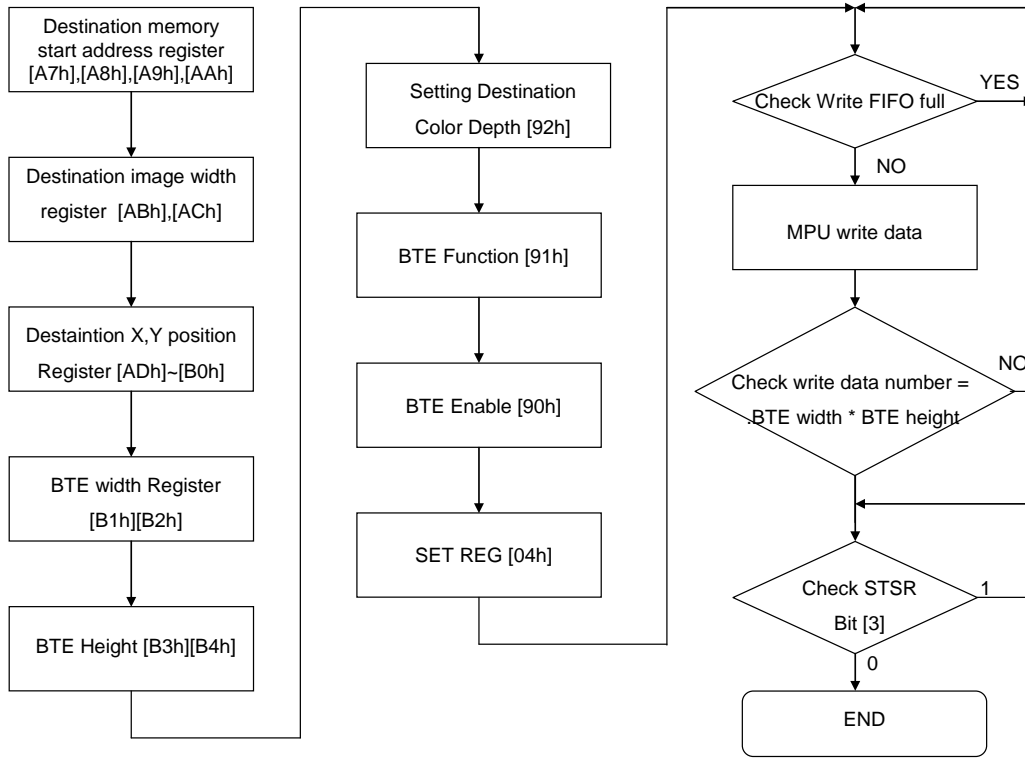 Destination memory
start address register
[A7h],[A8h],[A9h],[AAh]
Destination image width
register  [ABh],[ACh]
Destaintion X,Y position
Register [ADh]~[B0h]
BTE width Register
[B1h][B2h]
BTE Height [B3h][B4h]
Setting Destination
Color Depth [92h]
BTE Function [91h]
BTE Enable [90h]
SET REG [04h]
Check Write FIFO full
YES
NO
MPU write data
Check write data number =
.BTE width * BTE height
NO
Check STSR
Bit [3]
1
0
END